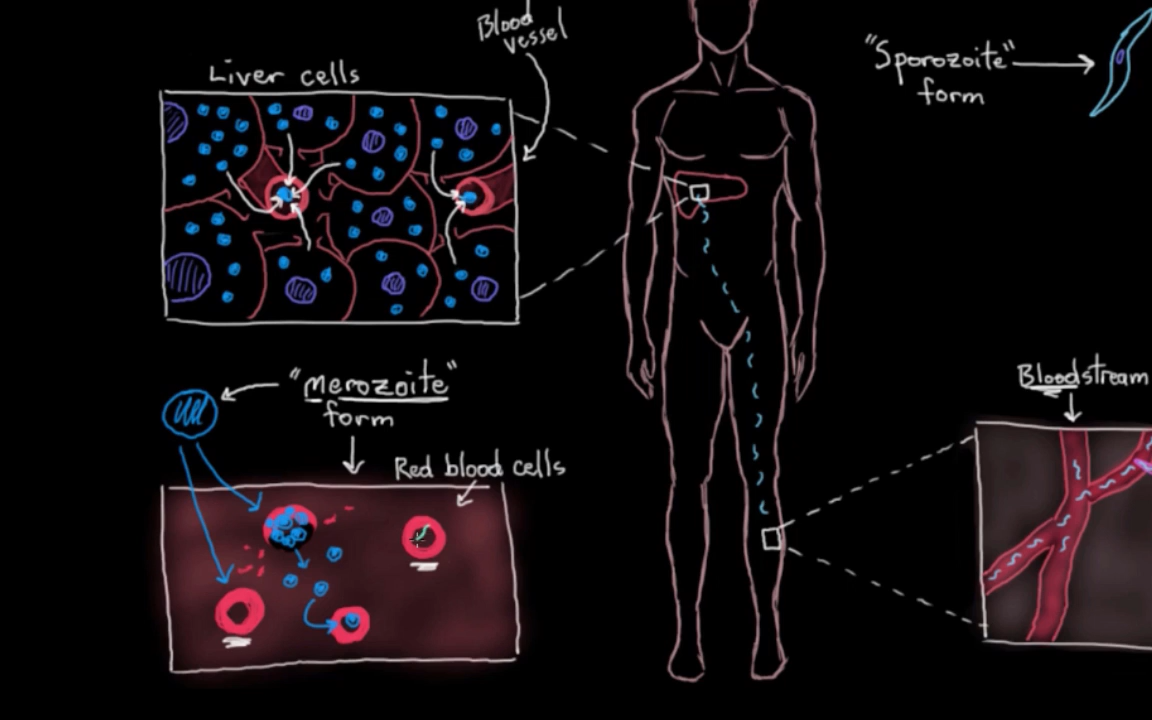 Blood
vessel
Liver cells
"Sporozoite"
form
"Merozoite"
form
Red blood cells
Bloodstream